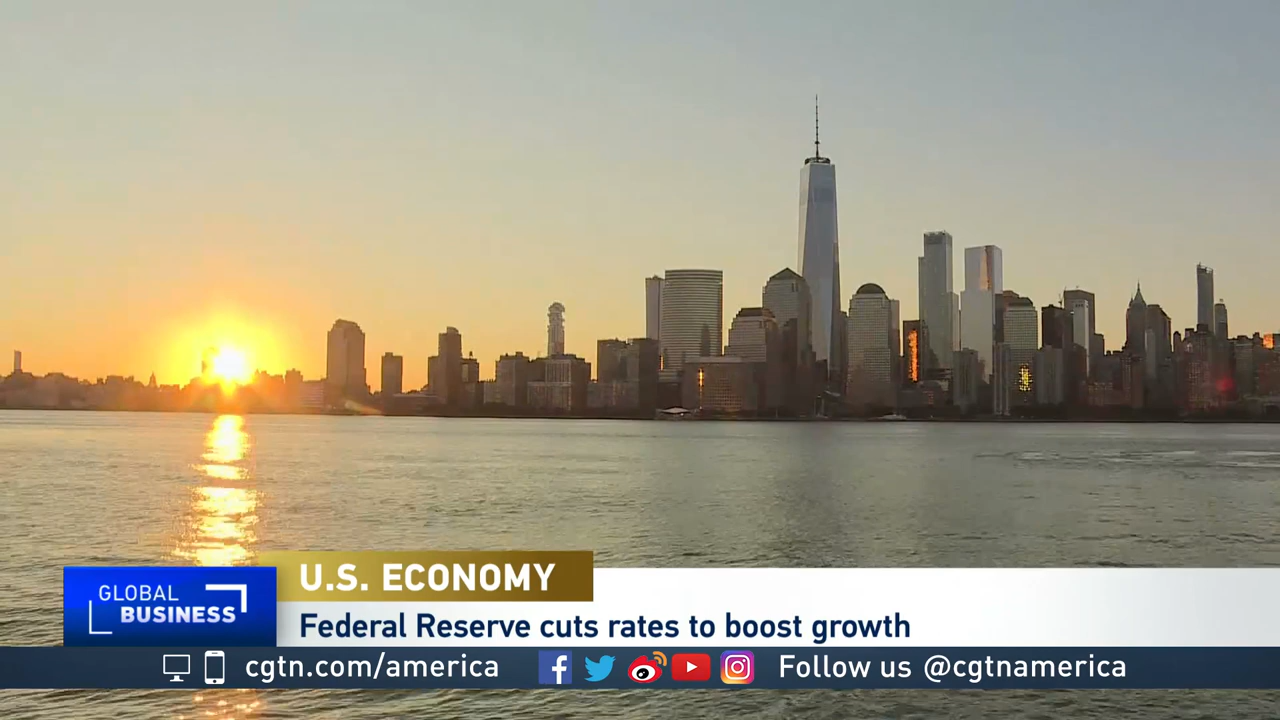 U.S. ECONOMY
GLOBAL
BUSINESS
Federal Reserve cuts rates to boost growth
cgtn.com/america
Follow us @cgtnamerica